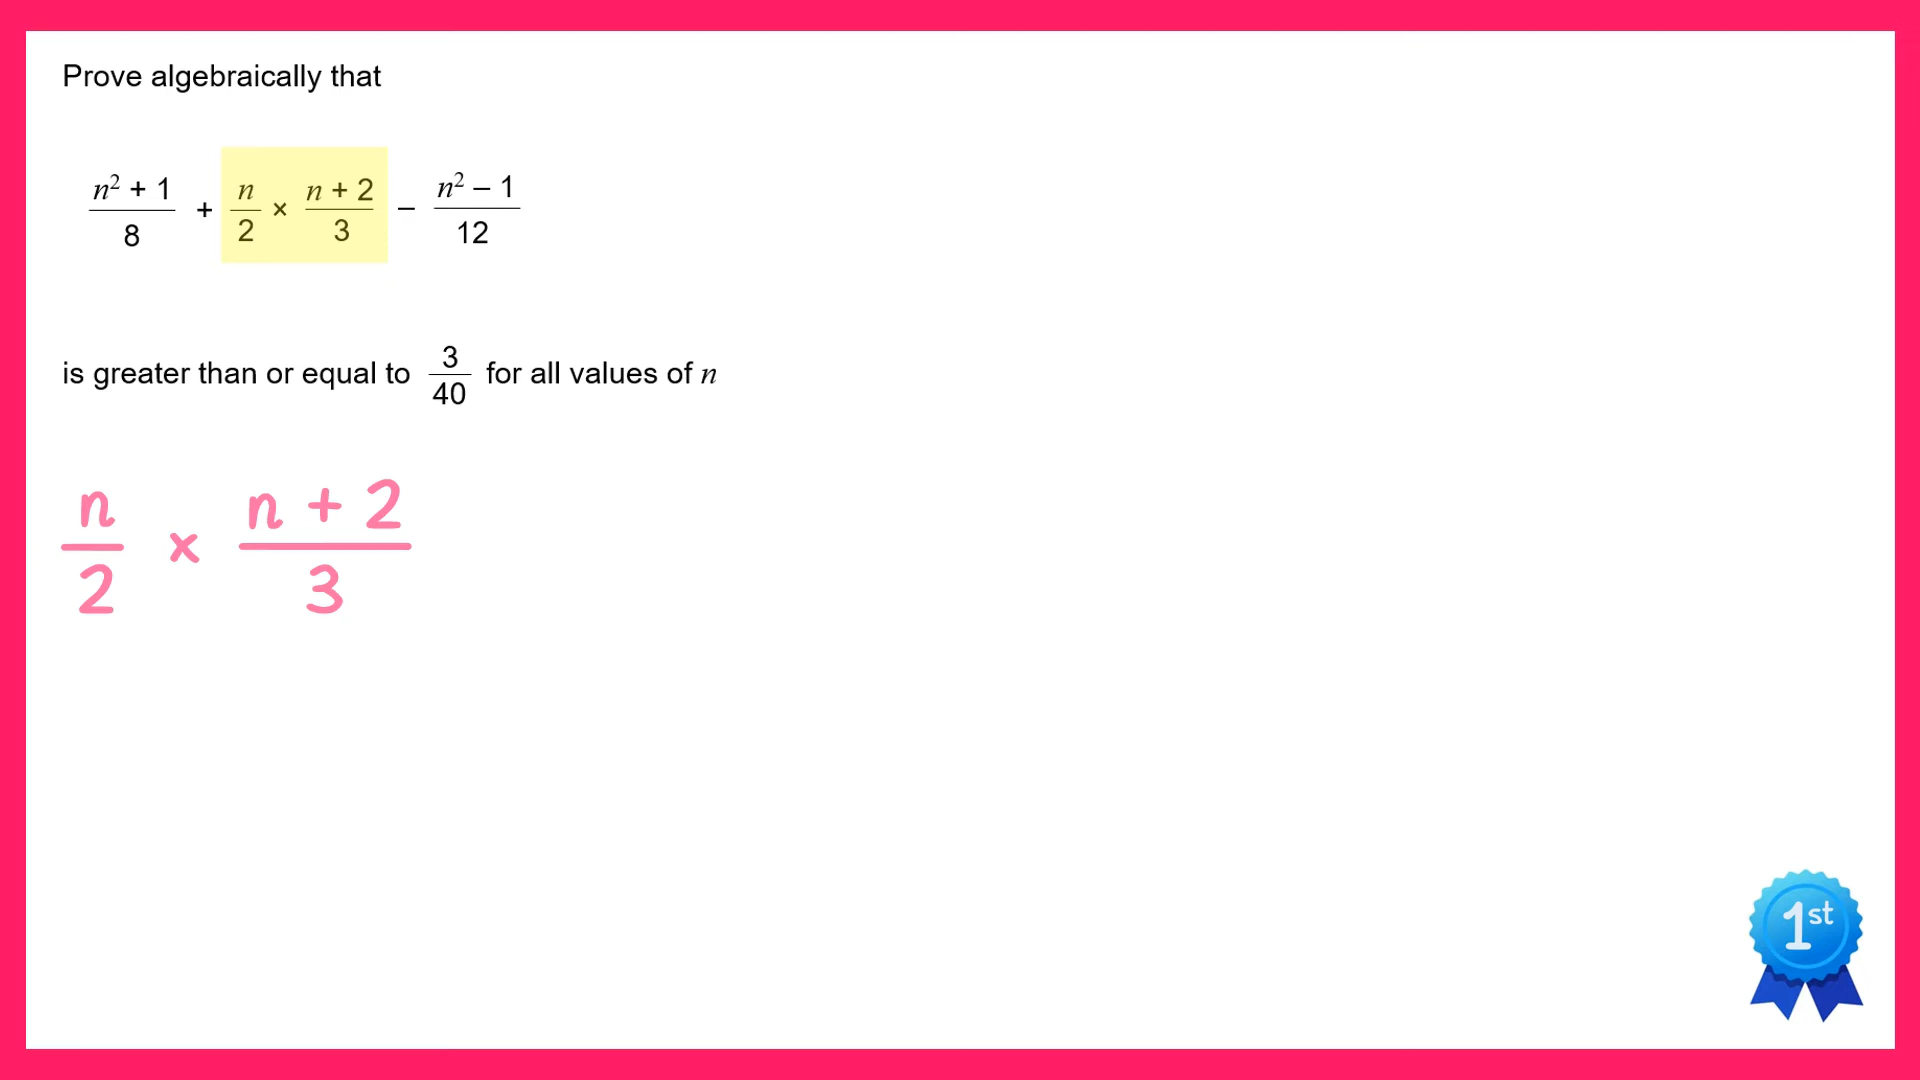 Prove algebraically that
n² + 1 / 8 + n / 2 × n + 2 / 3 – n² – 1 / 12
is greater than or equal to 3 / 40 for all values of n
n / 2 × n + 2 / 3
1st